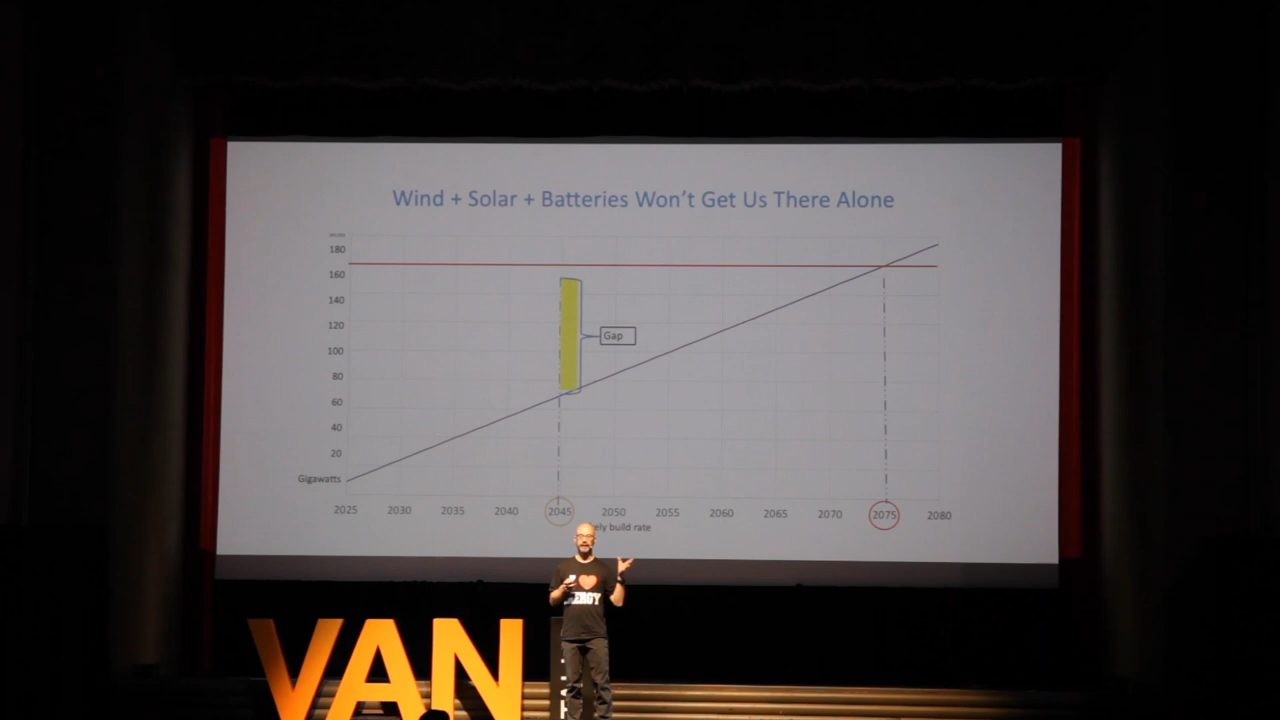 Wind + Solar + Batteries Won't Get Us There Alone
180
160
140
120
100
80
60
40
20
Gigawatts
Gap
2025 2030 2035 2040 2045 2050 2055 2060 2065 2070 2075 2080
build rate
VAN